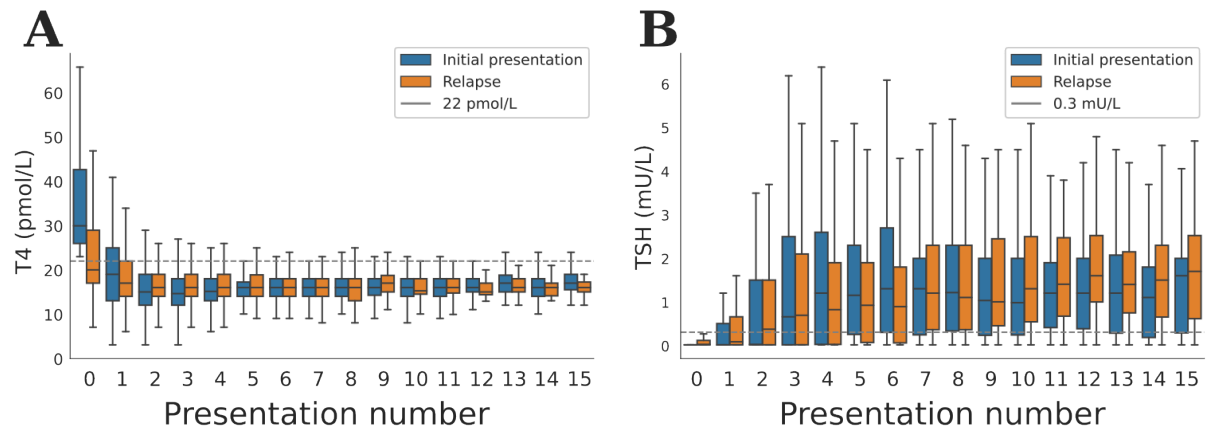 A
B
Initial presentation
Relapse
22 pmol/L
Initial presentation
Relapse
0.3 mU/L
T4 (pmol/L)
60
50
40
30
20
10
0
0 1 2 3 4 5 6 7 8 9 10 11 12 13 14 15
Presentation number
TSH (mU/L)
6
5
4
3
2
1
0
0 1 2 3 4 5 6 7 8 9 10 11 12 13 14 15
Presentation number